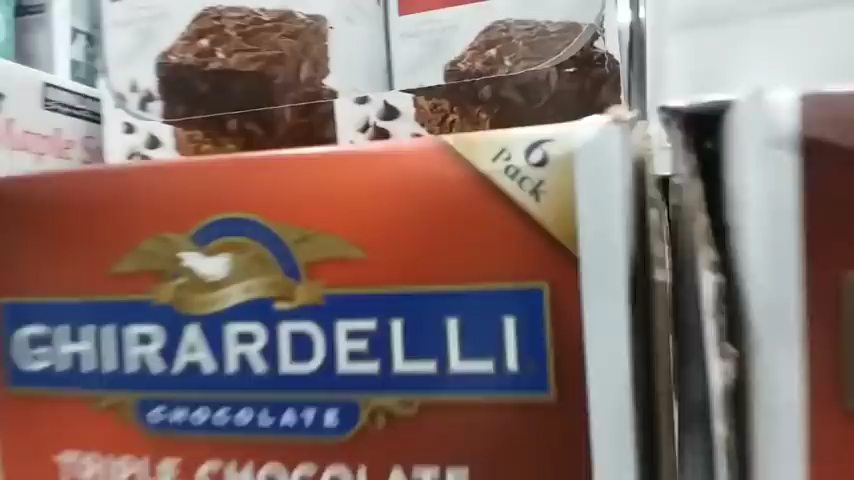 6
Pack
GHIRARDELLI
CHOCOLATE
TRIPLE CHOCOLATE